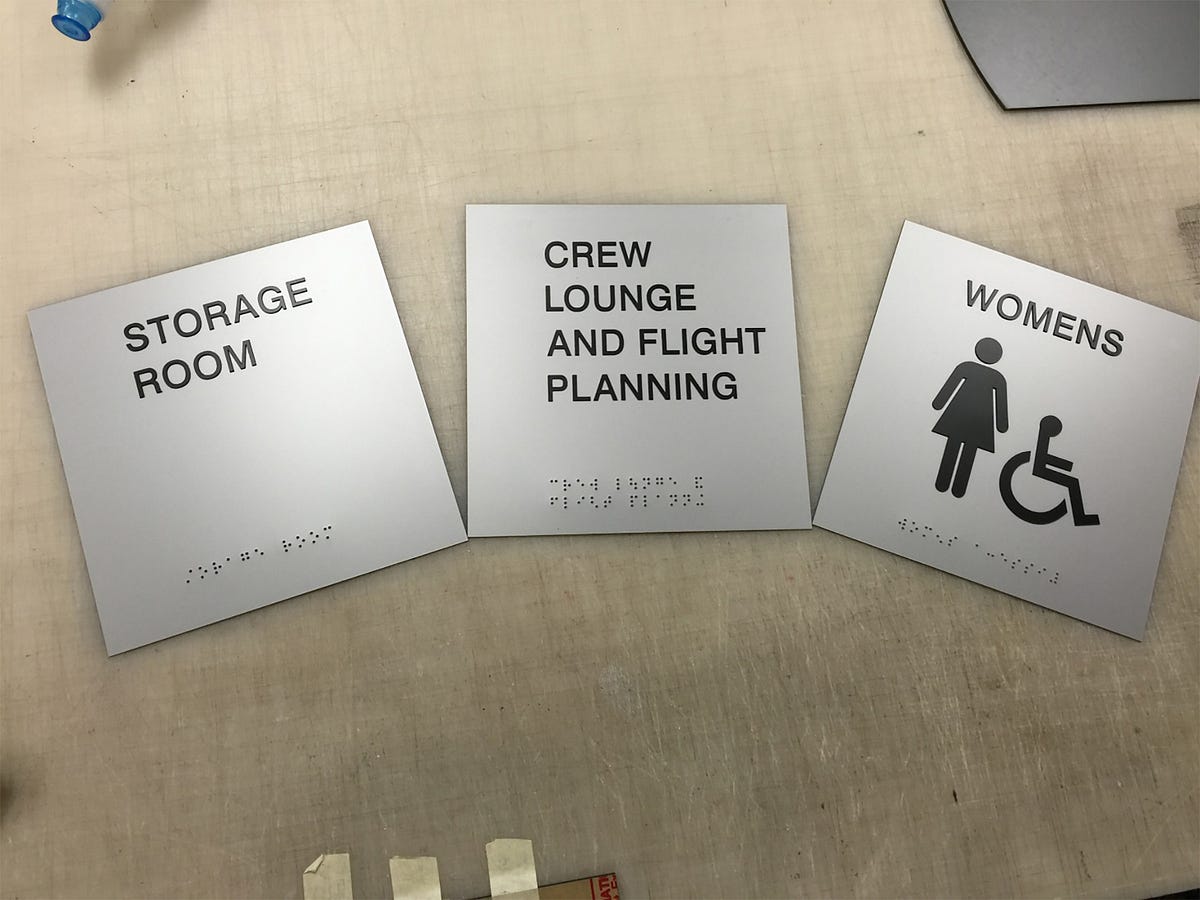 STORAGE
ROOM
CREW
LOUNGE
AND FLIGHT
PLANNING
WOMENS